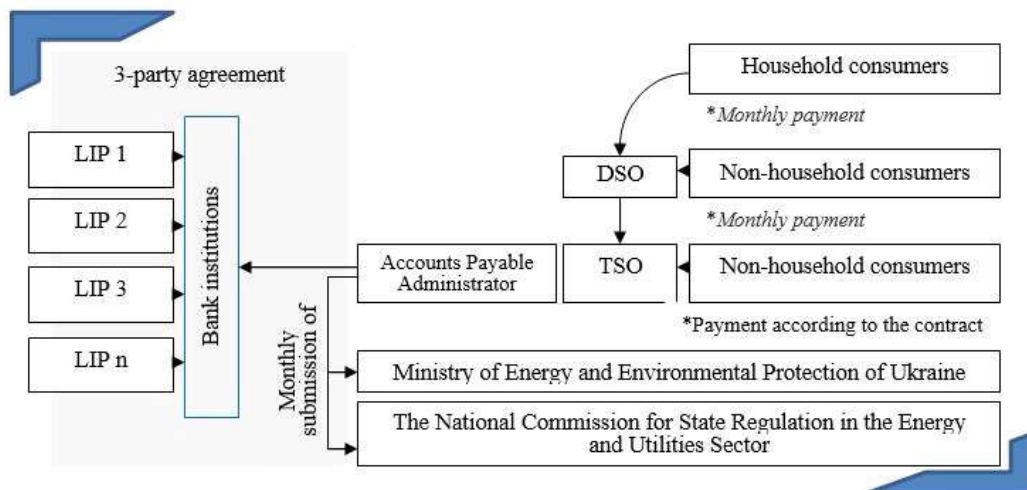 3-party agreement
LIP 1
LIP 2
LIP 3
LIP n
Bank institutions
Household consumers
*Monthly payment
DSO
Non-household consumers
*Monthly payment
Accounts Payable
Administrator
TSO
Non-household consumers
*Payment according to the contract
Monthly
submission of
Ministry of Energy and Environmental Protection of Ukraine
The National Commission for State Regulation in the Energy
and Utilities Sector